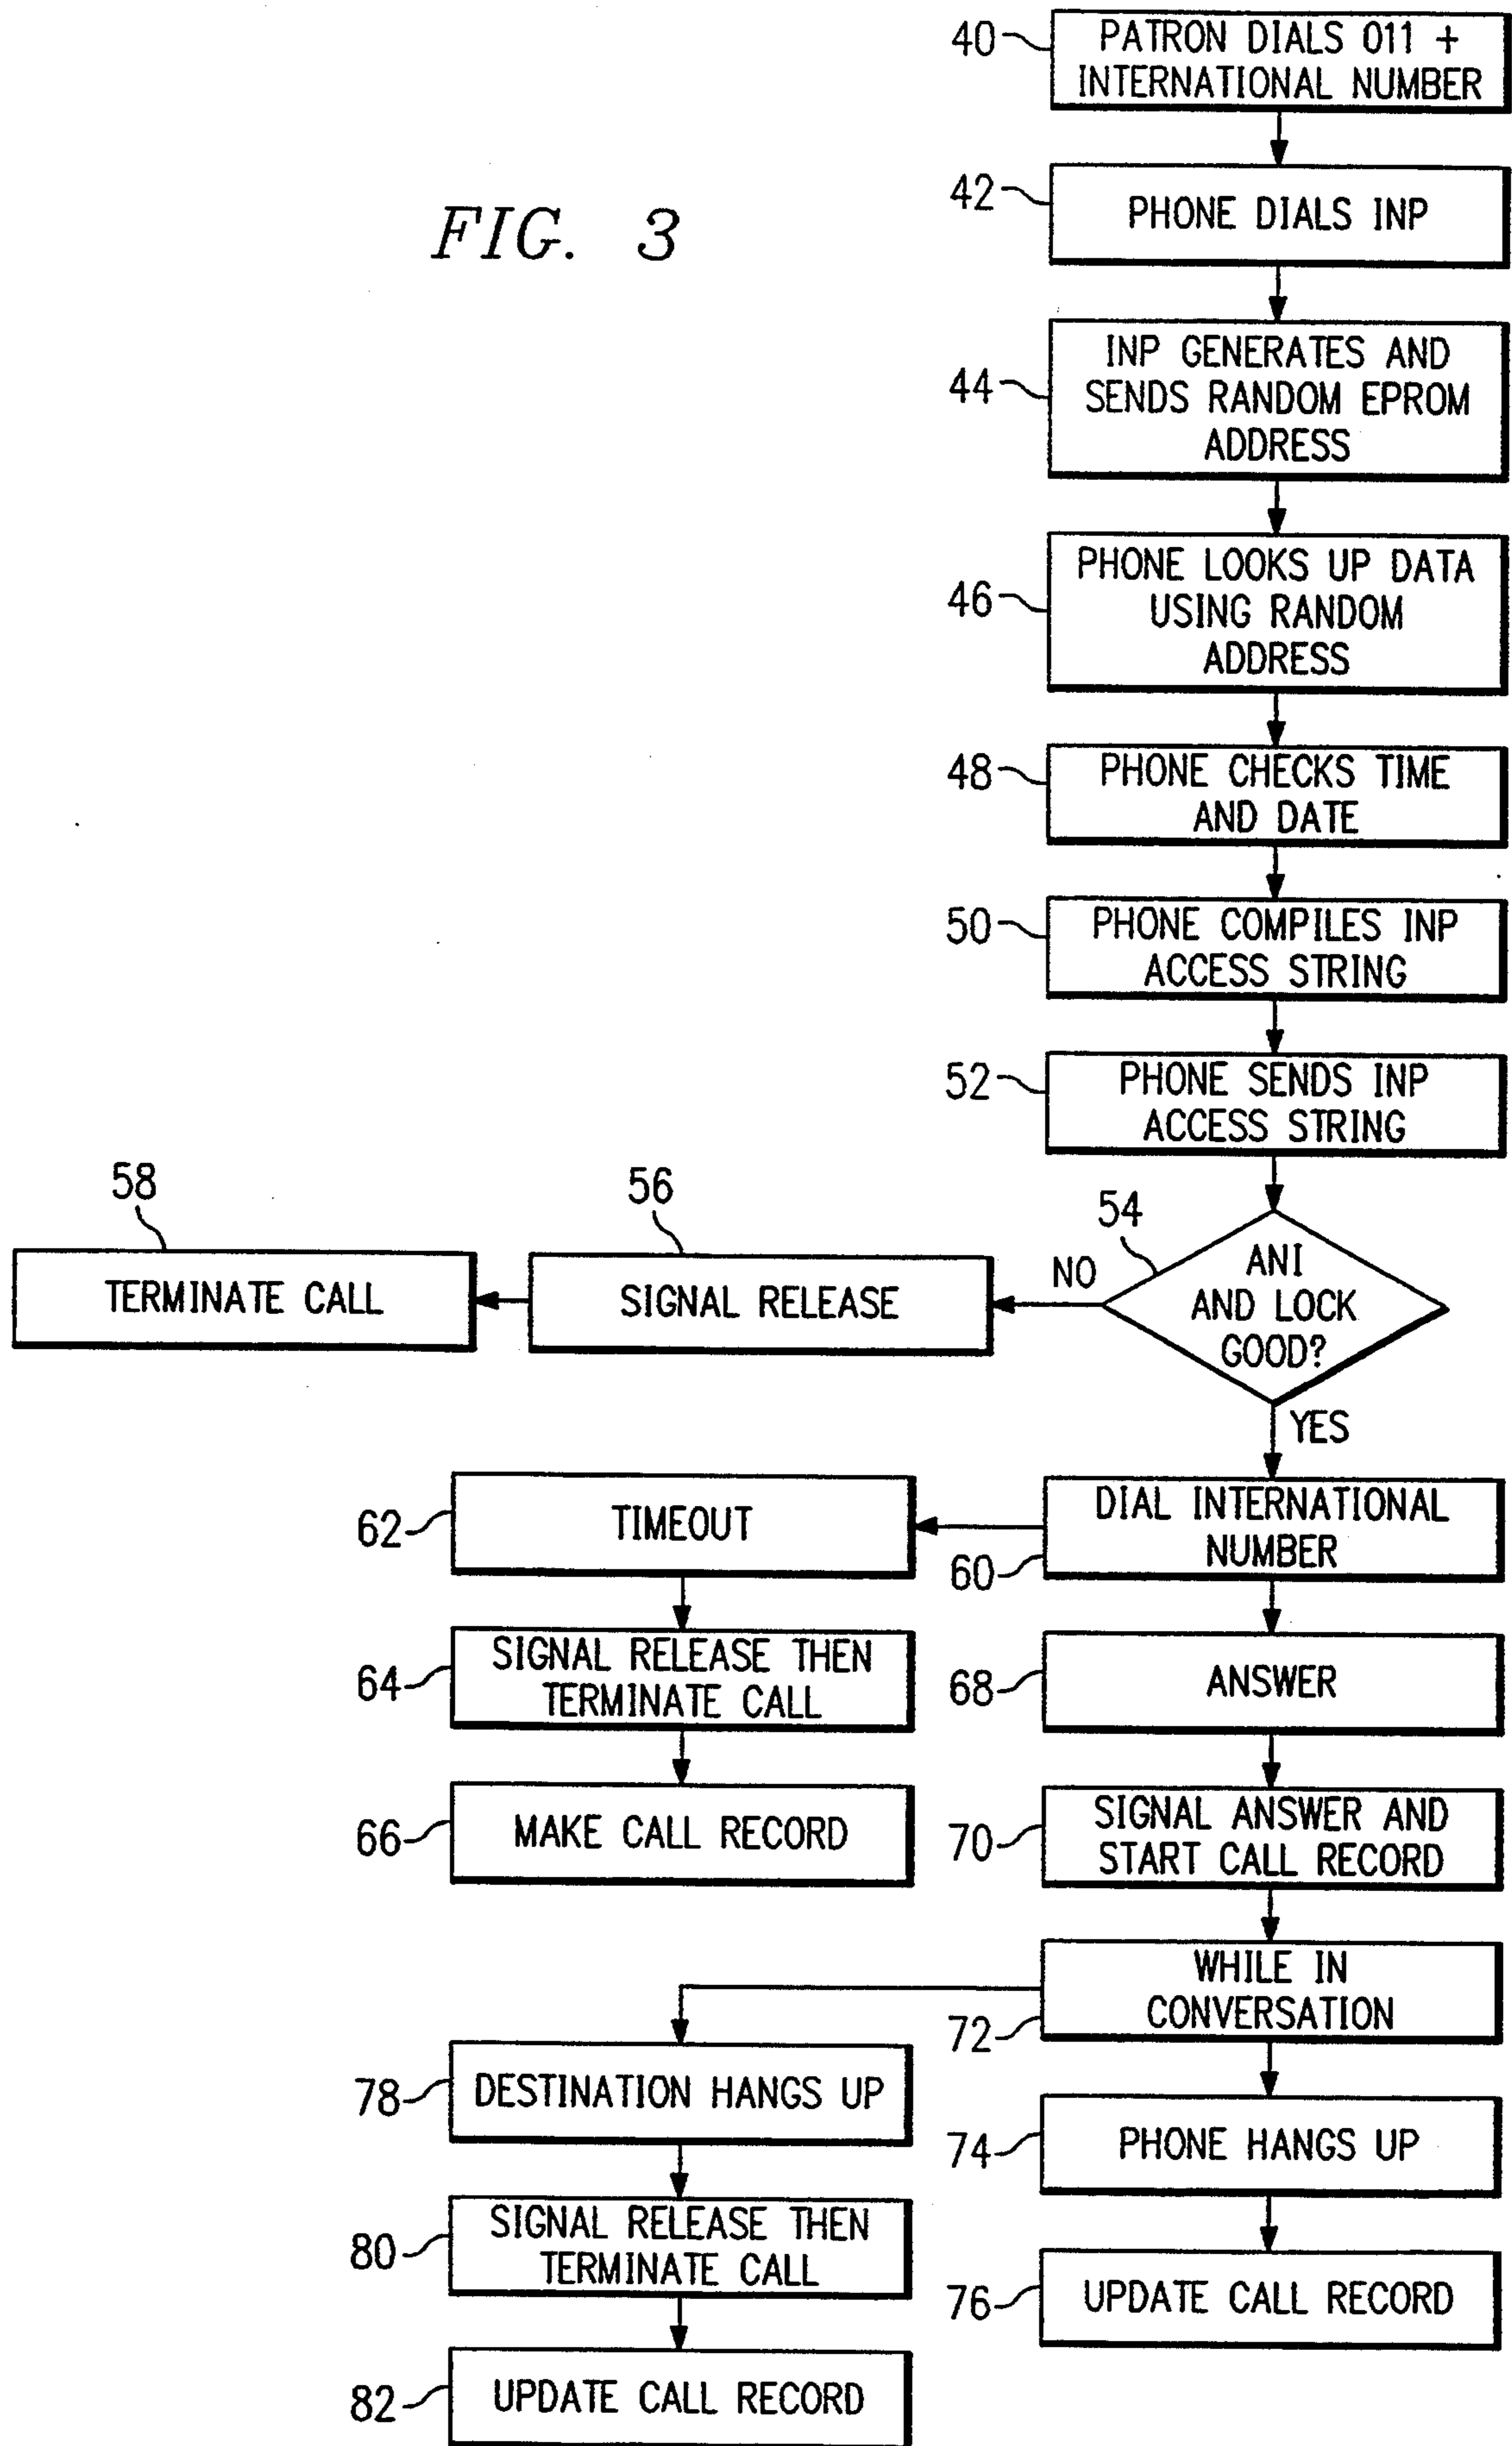 FIG. 3
40
PATRON DIALS 011 +
INTERNATIONAL NUMBER
42
PHONE DIALS INP
44
INP GENERATES AND
SENDS RANDOM EPROM
ADDRESS
46
PHONE LOOKS UP DATA
USING RANDOM
ADDRESS
48
PHONE CHECKS TIME
AND DATE
50
PHONE COMPILES INP
ACCESS STRING
52
PHONE SENDS INP
ACCESS STRING
54
ANI
AND LOCK
GOOD?
NO
56
SIGNAL RELEASE
58
TERMINATE CALL
YES
60
DIAL INTERNATIONAL
NUMBER
62
TIMEOUT
64
SIGNAL RELEASE THEN
TERMINATE CALL
66
MAKE CALL RECORD
68
ANSWER
70
SIGNAL ANSWER AND
START CALL RECORD
72
WHILE IN
CONVERSATION
74
PHONE HANGS UP
76
UPDATE CALL RECORD
78
DESTINATION HANGS UP
80
SIGNAL RELEASE THEN
TERMINATE CALL
82
UPDATE CALL RECORD